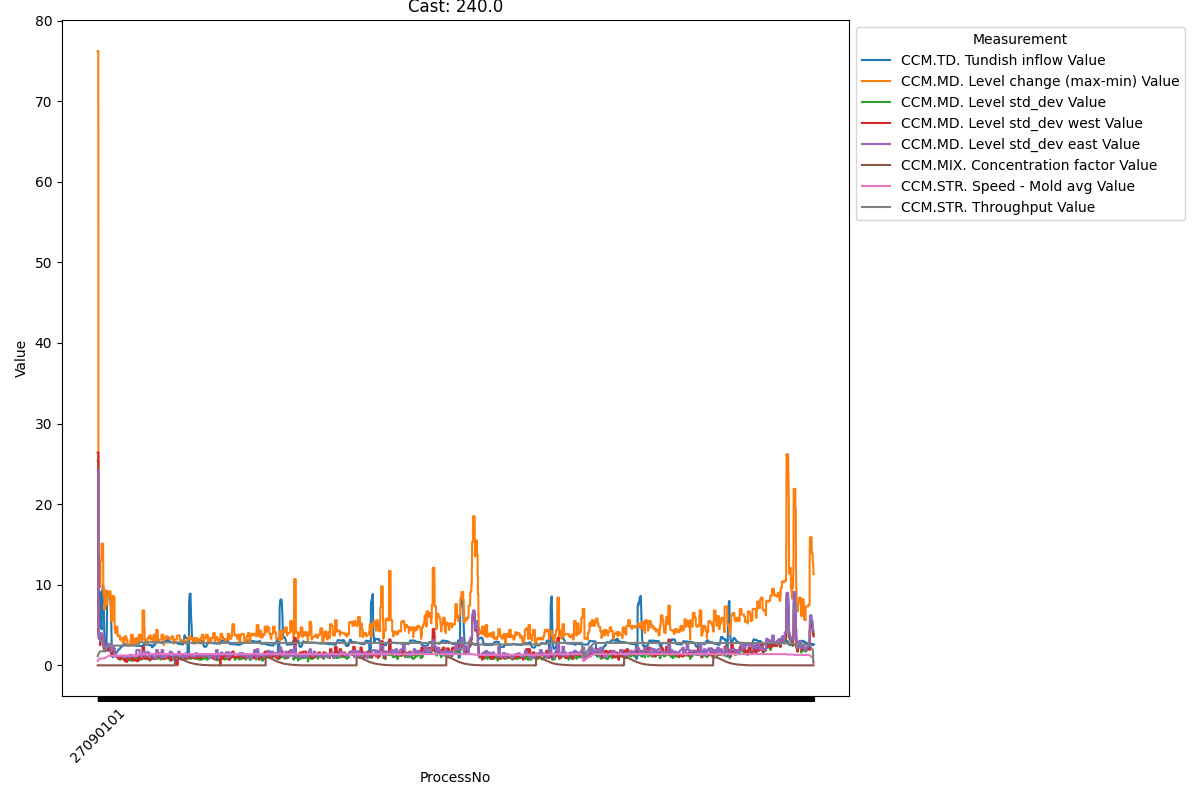 Cast: 240.0
80
70
60
50
40
30
20
10
0
Value
27090101
ProcessNo
Measurement
CCM.TD. Tundish inflow Value
CCM.MD. Level change (max-min) Value
CCM.MD. Level std_dev Value
CCM.MD. Level std_dev west Value
CCM.MD. Level std_dev east Value
CCM.MIX. Concentration factor Value
CCM.STR. Speed - Mold avg Value
CCM.STR. Throughput Value